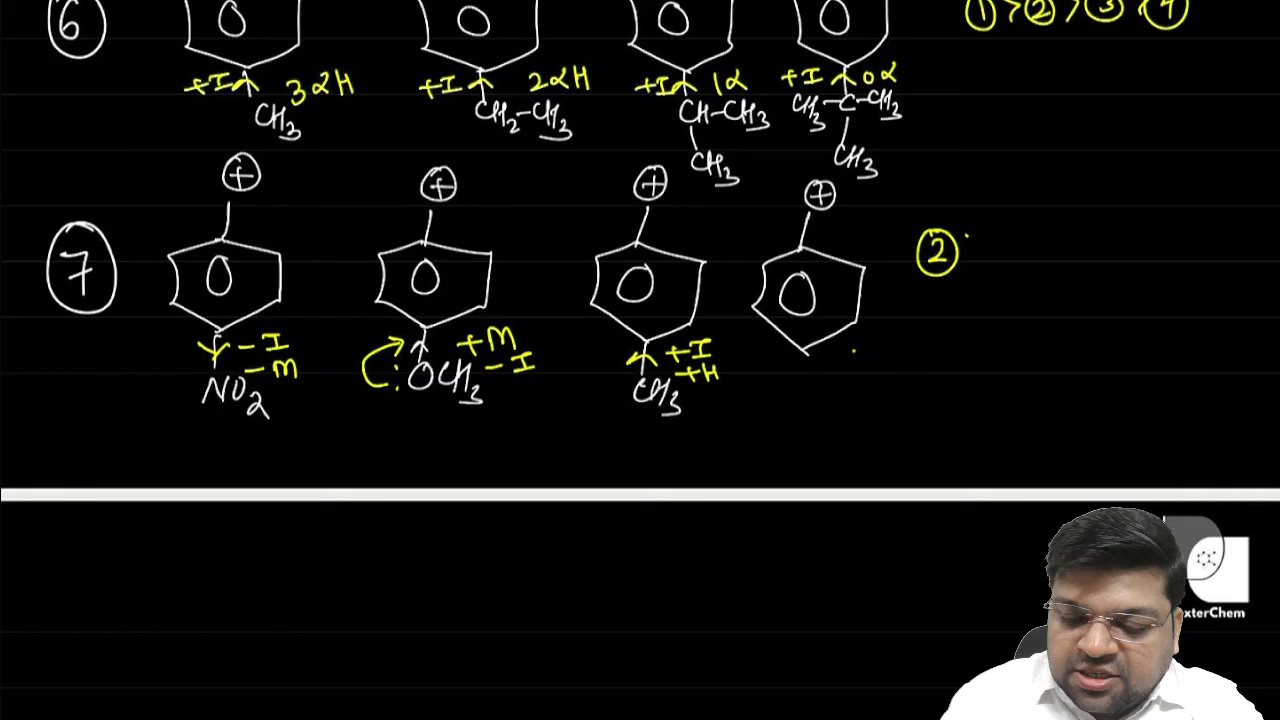 6
① > ② > ③ > ④
+I 3αH
+I 2αH
+I 1α
+I 0α
CH3
CH2-CH3
CH-CH3
CH3
CH3-C-CH3
CH3
7
+
+
+
+
②
-I
-M
NO2
+M
-I
:OCH3
+I
+H
CH3
xterChem